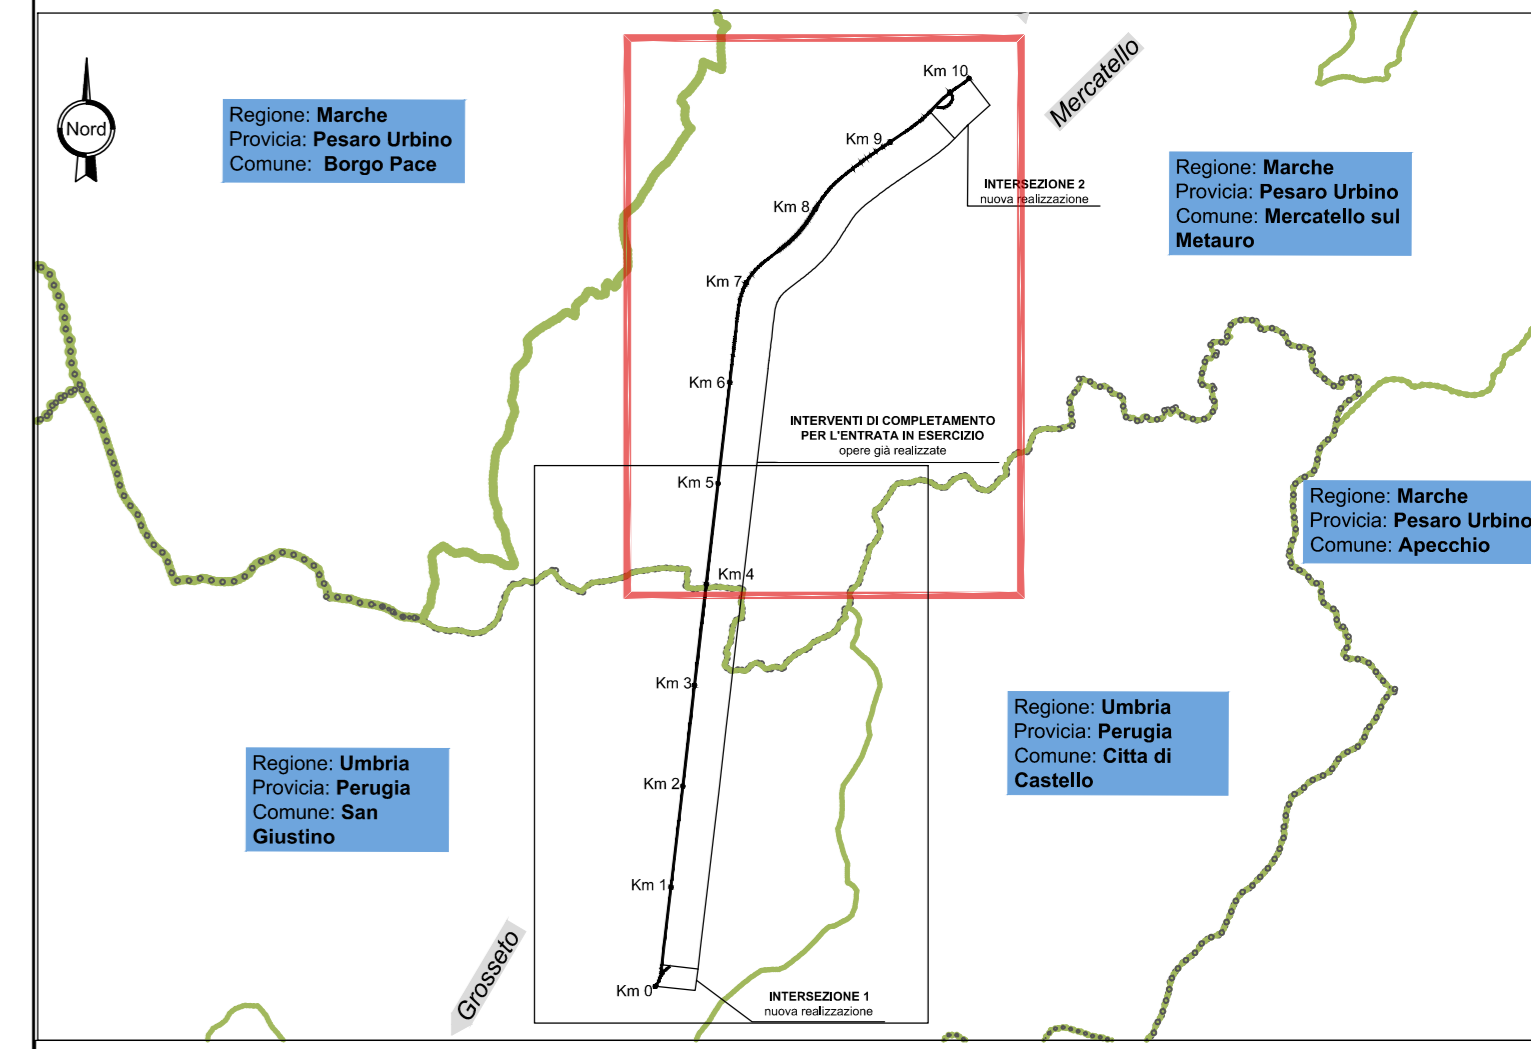 Nord
Regione: Marche
Provicia: Pesaro Urbino
Comune: Borgo Pace
Mercatello
Km 10
Km 9
INTERSEZIONE 2
nuova realizzazione
Regione: Marche
Provicia: Pesaro Urbino
Comune: Mercatello sul
Metauro
Km 8
Km 7
Km 6
INTERVENTI DI COMPLETAMENTO
PER L'ENTRATA IN ESERCIZIO
opere già realizzate
Km 5
Regione: Marche
Provicia: Pesaro Urbino
Comune: Apecchio
Km 4
Km 3
Regione: Umbria
Provicia: Perugia
Comune: Citta di
Castello
Regione: Umbria
Provicia: Perugia
Comune: San
Giustino
Km 2
Km 1
Grosseto
Km 0
INTERSEZIONE 1
nuova realizzazione